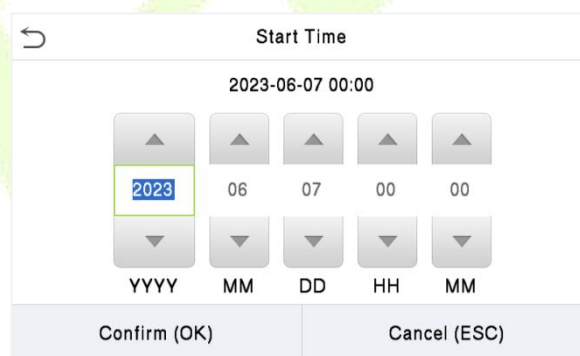 Start Time
2023-06-07 00:00
2023 06 07 00 00
YYYY MM DD HH MM
Confirm (OK) Cancel (ESC)